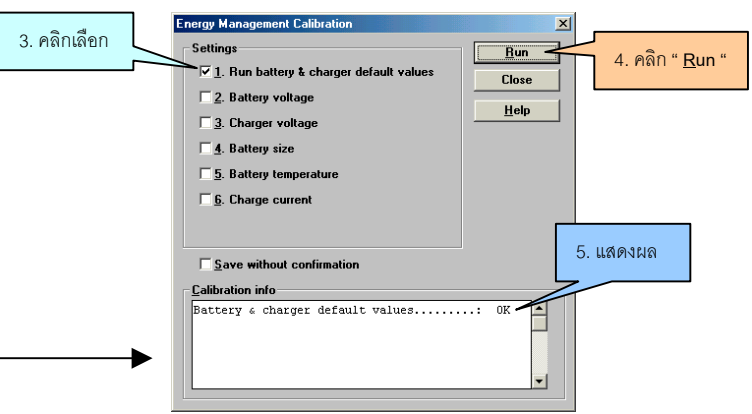 Energy Management Calibration
3. คลิกเลือก
Settings
Run
4. คลิก “ Run “
1. Run battery & charger default values
Close
2. Battery voltage
Help
3. Charger voltage
4. Battery size
5. Battery temperature
6. Charge current
5. แสดงผล
Save without confirmation
Calibration info
Battery & charger default values.........: OK